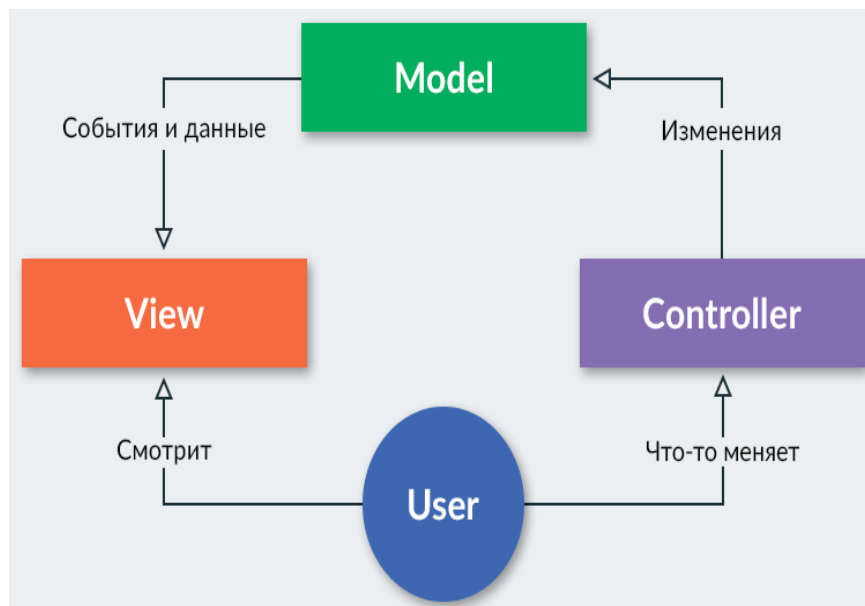 Model
События и данные
Изменения
View
Controller
Смотрит
Что-то меняет
User